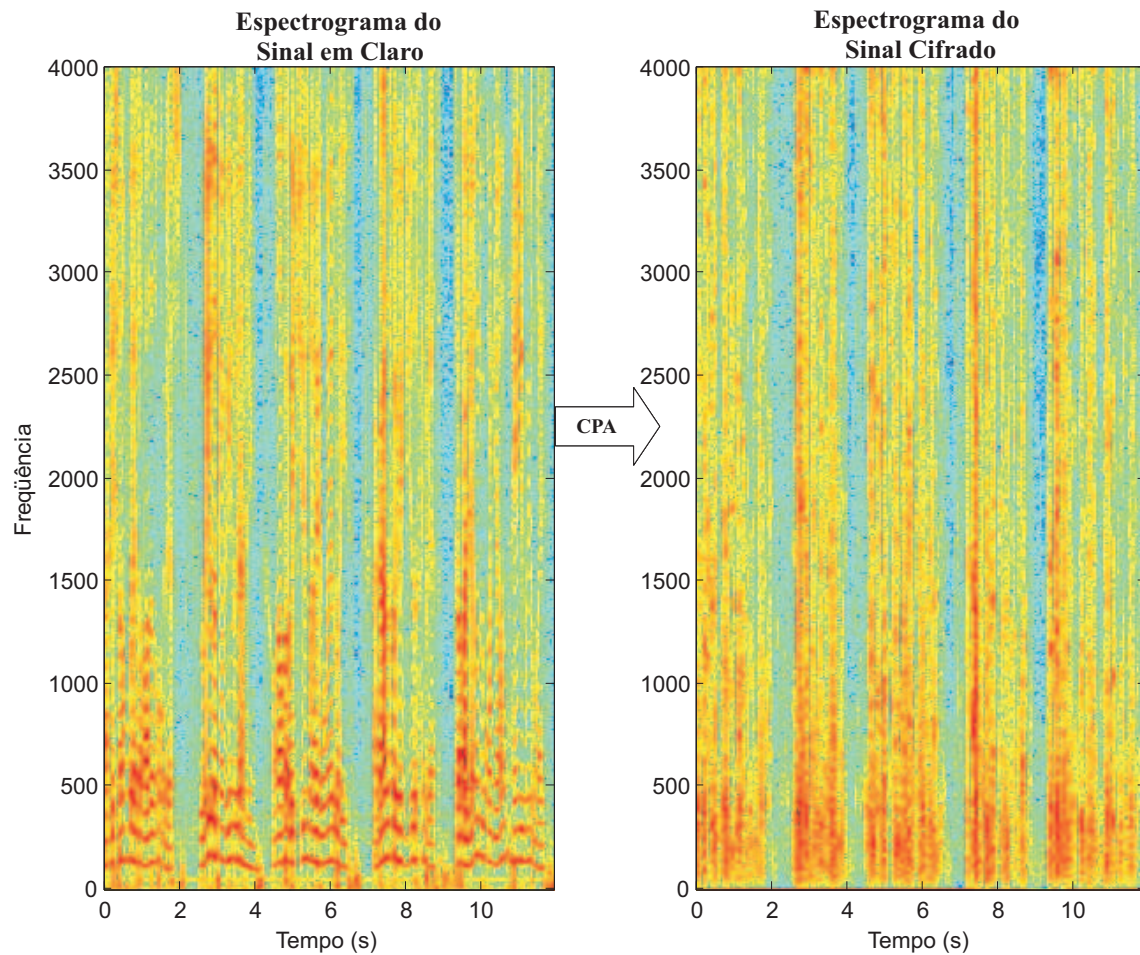 Espectrograma do
Sinal em Claro
Espectrograma do
Sinal Cifrado
4000
3500
3000
2500
2000
1500
1000
500
0
Freqüência
0 2 4 6 8 10
Tempo (s)
CPA
4000
3500
3000
2500
2000
1500
1000
500
0
0 2 4 6 8 10
Tempo (s)